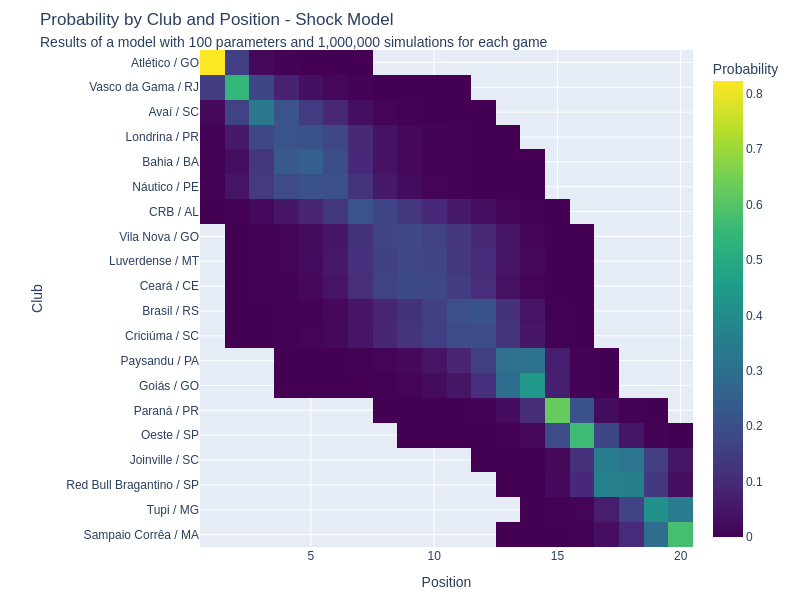 Probability by Club and Position - Shock Model
Results of a model with 100 parameters and 1,000,000 simulations for each game
Probability
Club
Atlético / GO
Vasco da Gama / RJ
Avaí / SC
Londrina / PR
Bahia / BA
Náutico / PE
CRB / AL
Vila Nova / GO
Luverdense / MT
Ceará / CE
Brasil / RS
Criciúma / SC
Paysandu / PA
Goiás / GO
Paraná / PR
Oeste / SP
Joinville / SC
Red Bull Bragantino / SP
Tupi / MG
Sampaio Corrêa / MA
5
10
15
20
Position
0.8
0.7
0.6
0.5
0.4
0.3
0.2
0.1
0